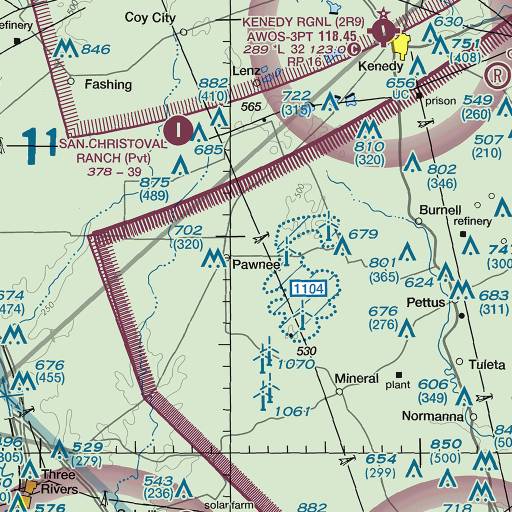 KENEDY RGNL (2R9)
AWOS-3PT 118.45
289 *L 32 123.0 C
RP 16
Coy City
refinery
846
630
751
(408)
Kenedy
Lenz
Fashing
882
(410)
656
UC
R
722
(315)
565
prison
549
(260)
11
SAN CHRISTOVAL
RANCH (Pvt)
378 - 39
685
810
(320)
507
(210)
875
(489)
802
(346)
Burnell
refinery
702
(320)
679
Pawnee
801
(365)
624
(300)
250
1104
674
(474)
Pettus
683
(311)
676
(276)
530
676
(455)
1070
Tuleta
plant
Mineral
606
(349)
1061
Normanna
529
(279)
654
(299)
850
(500)
Three
Rivers
543
(236)
576
solar farm
882
718